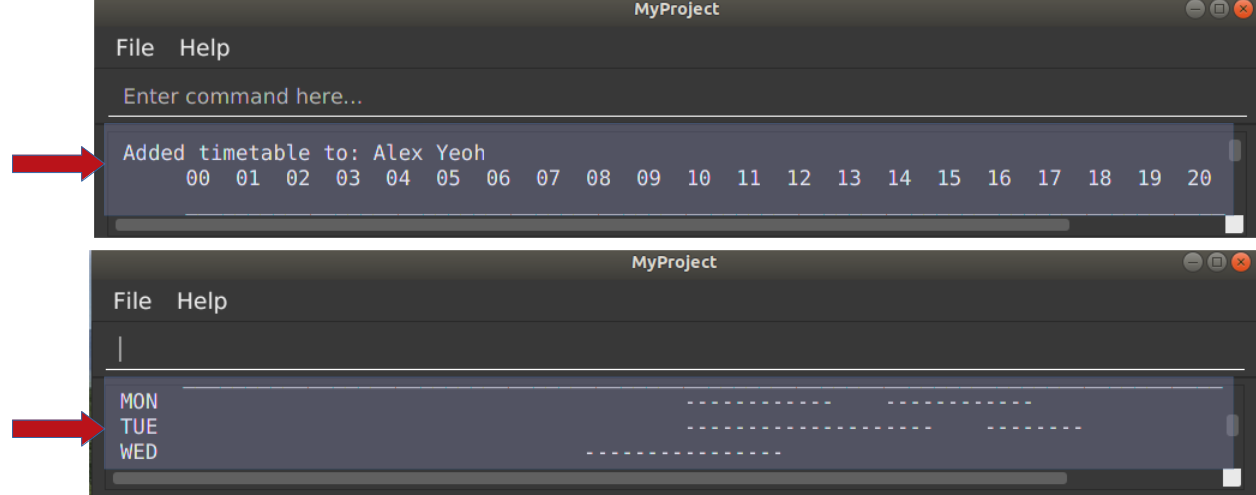 MyProject
File Help
Enter command here...
Added timetable to: Alex Yeoh
00 01 02 03 04 05 06 07 08 09 10 11 12 13 14 15 16 17 18 19 20
MyProject
File Help
MON ------------ ------------
TUE -------------------- --------
WED ----------------